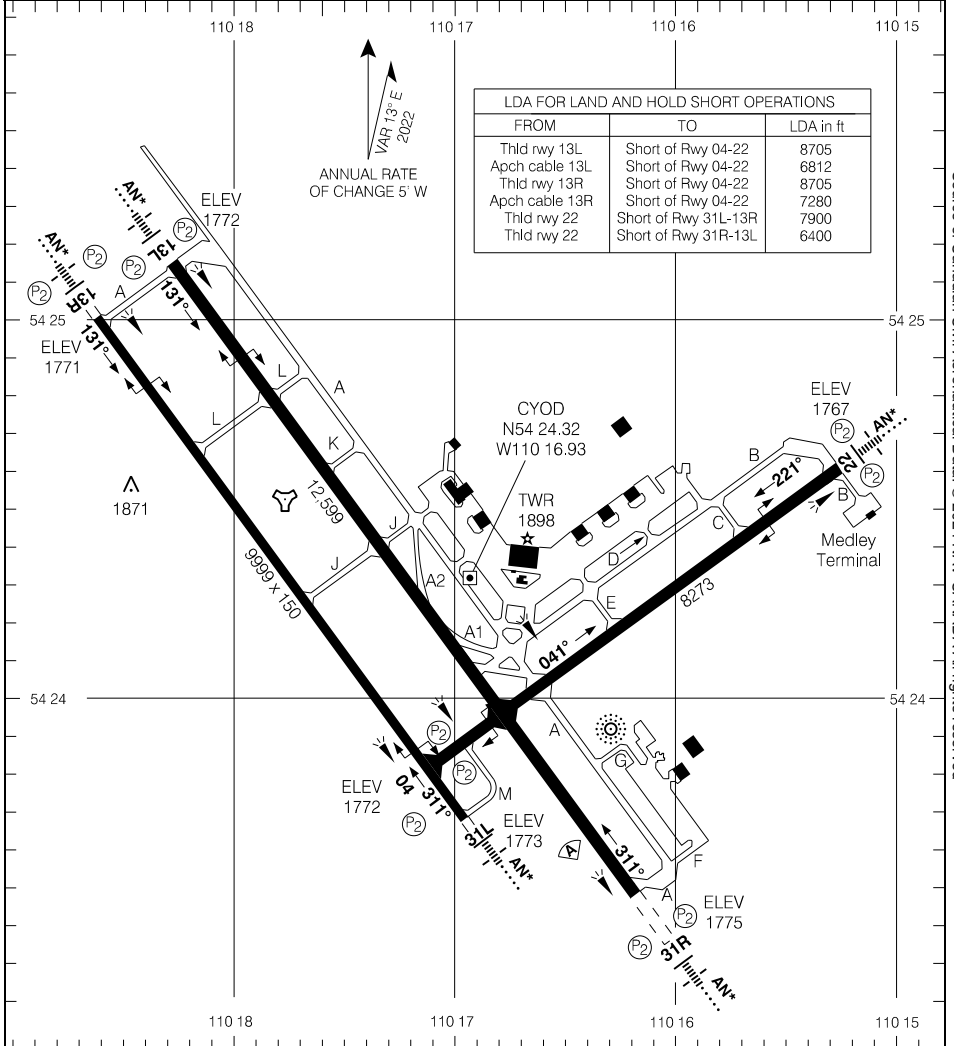 110 18
110 17
110 16
110 15
VAR 13° E
2022
ANNUAL RATE
OF CHANGE 5' W
LDA FOR LAND AND HOLD SHORT OPERATIONS
FROM TO LDA in ft
Thld rwy 13L Short of Rwy 04-22 8705
Apch cable 13L Short of Rwy 04-22 6812
Thld rwy 13R Short of Rwy 04-22 8705
Apch cable 13R Short of Rwy 04-22 7280
Thld rwy 22 Short of Rwy 31L-13R 7900
Thld rwy 22 Short of Rwy 31R-13L 6400
AN*
ELEV
1772
P2
13L
AN*
P2
P2
P2
13R
A
131°
131°
54 25
54 25
ELEV
1771
L
A
L
K
ELEV
1767
P2
AN*
22
P2
CYOD
N54 24.32
W110 16.93
B
221°
B
1871
12,599
TWR
1898
J
C
Medley
Terminal
D
J
A2
9999 x 150
E
8273
A1
041°
54 24
54 24
A
P2
G
P2
ELEV
1772
04
311°
M
P2
31L
ELEV
1773
AN*
A
311°
F
A
ELEV
1775
P2
P2
31R
AN*
110 18
110 17
110 16
110 15